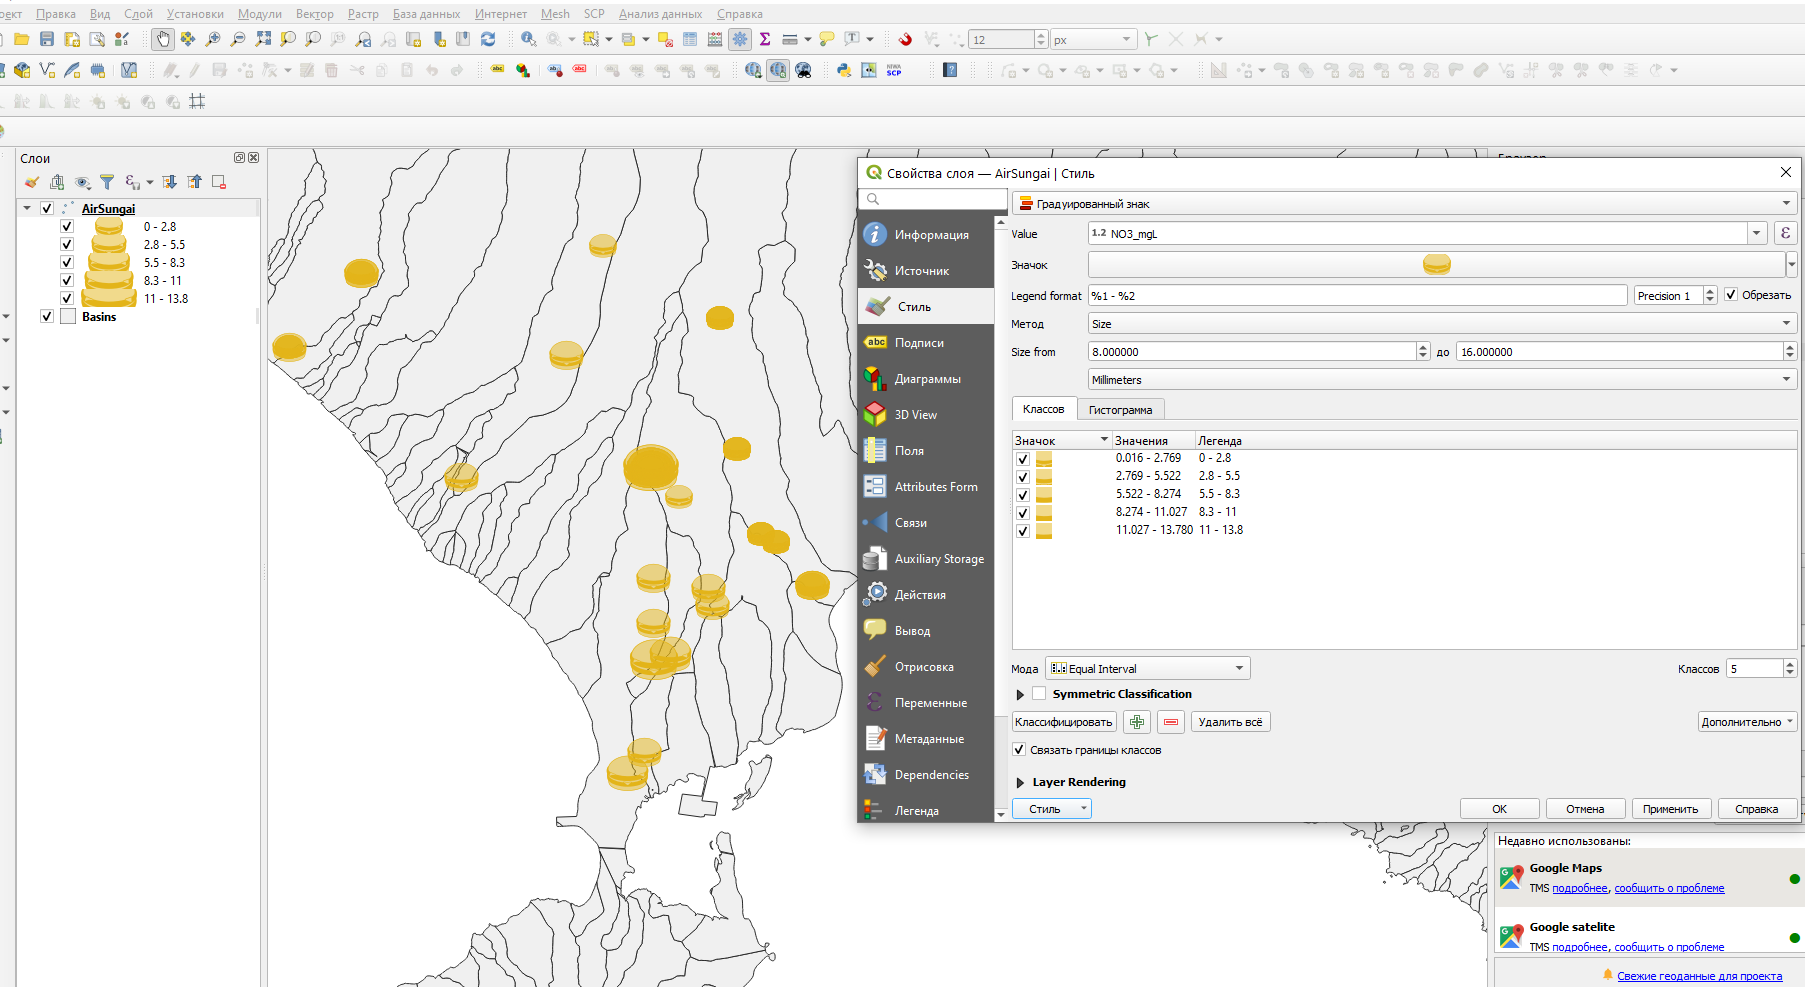 оект Правка Вид Слой Установки Модули Вектор Растр База данных Интернет Mesh SCP Анализ данных Справка
12 px
abc abc
SCP
Слои
AirSungai
0 - 2.8
2.8 - 5.5
5.5 - 8.3
8.3 - 11
11 - 13.8
Basins
Свойства слоя — AirSungai | Стиль
Информация
Источник
Стиль
abc Подписи
Диаграммы
3D View
Поля
Attributes Form
Связи
Auxiliary Storage
Действия
Вывод
Отрисовка
Переменные
Метаданные
Dependencies
Легенда
Градуированный знак
Value 1.2 NO3_mgL ε
Значок
Legend format %1 - %2 Precision 1 Обрезать
Метод Size
Size from 8.000000 до 16.000000
Millimeters
Классов Гистограмма
Значок Значения Легенда
0.016 - 2.769 0 - 2.8
2.769 - 5.522 2.8 - 5.5
5.522 - 8.274 5.5 - 8.3
8.274 - 11.027 8.3 - 11
11.027 - 13.780 11 - 13.8
Мода Equal Interval Классов 5
Symmetric Classification
Классифицировать Удалить всё Дополнительно
Связать границы классов
Layer Rendering
Стиль OK Отмена Применить Справка
Недавно использованы:
Google Maps
TMS подробнее, сообщить о проблеме
Google satelite
TMS подробнее, сообщить о проблеме
Свежие геоданные для проекта